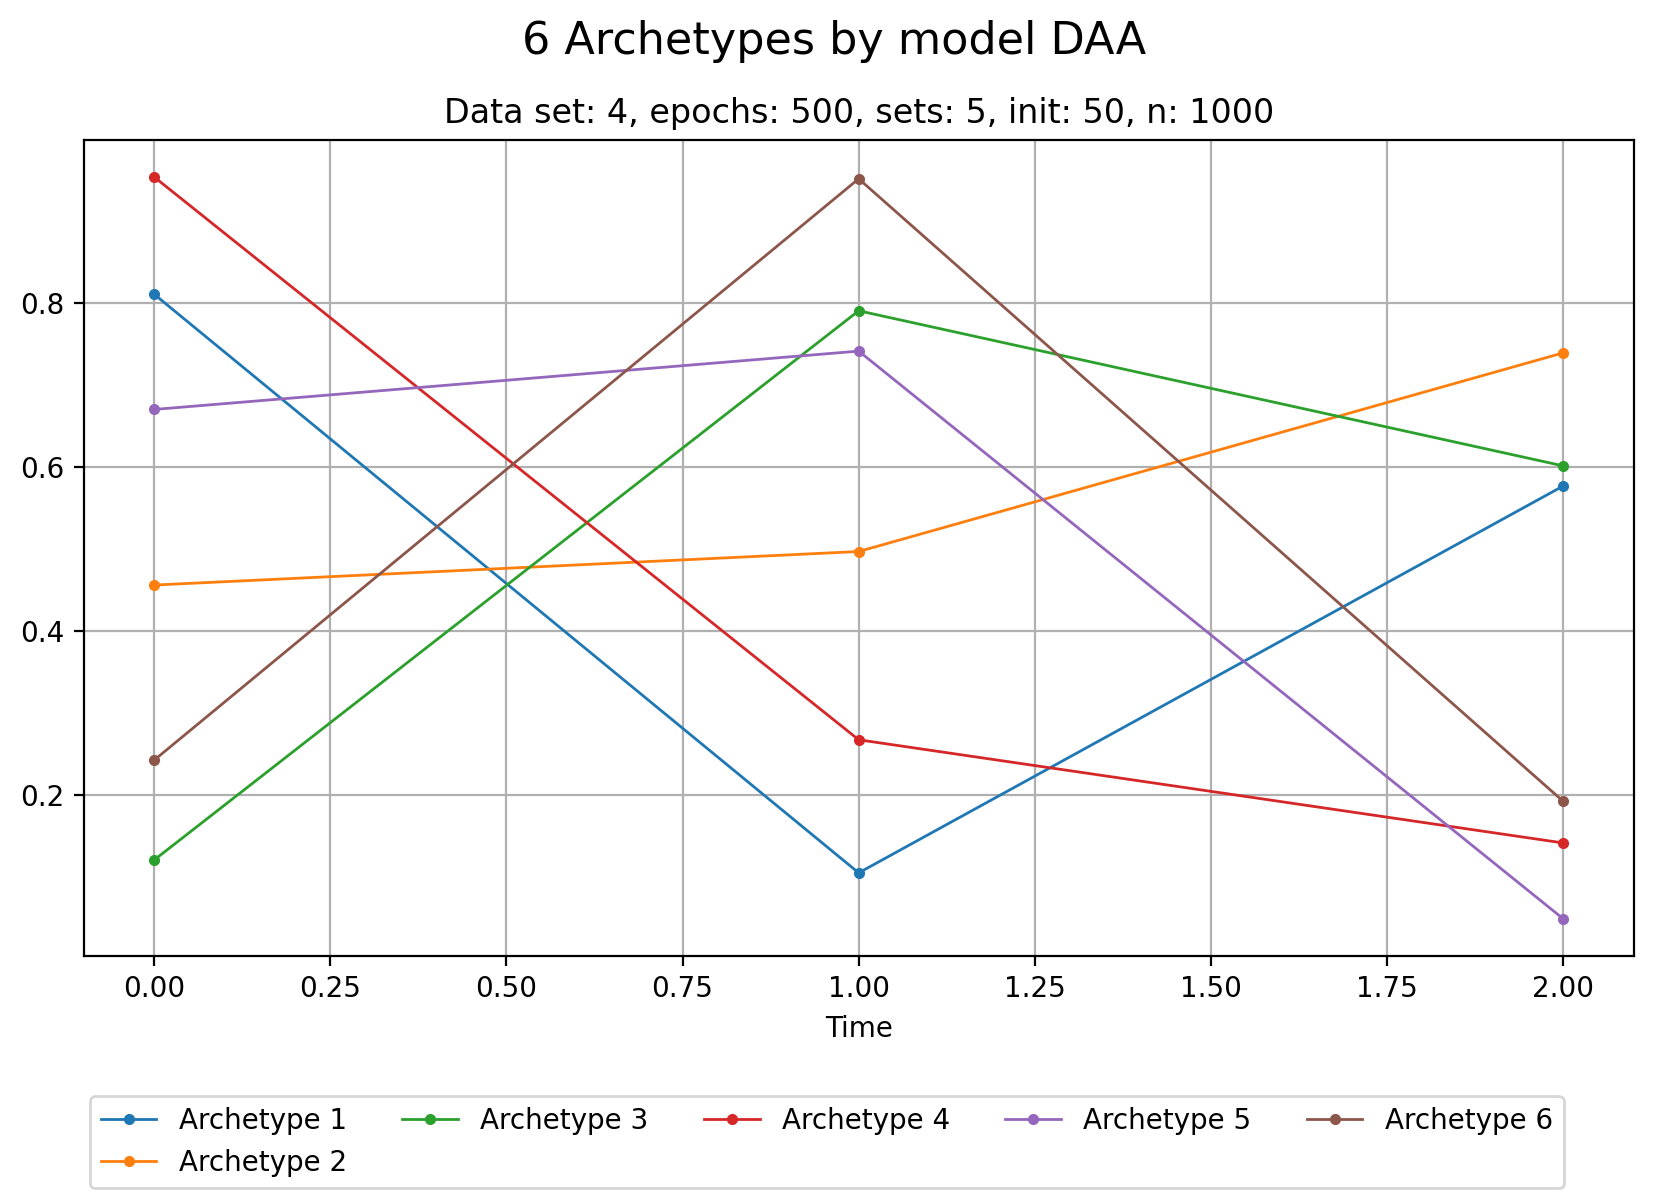 6 Archetypes by model DAA
Data set: 4, epochs: 500, sets: 5, init: 50, n: 1000
0.8
0.6
0.4
0.2
0.00 0.25 0.50 0.75 1.00 1.25 1.50 1.75 2.00
Time
Archetype 1 Archetype 3 Archetype 4 Archetype 5 Archetype 6
Archetype 2